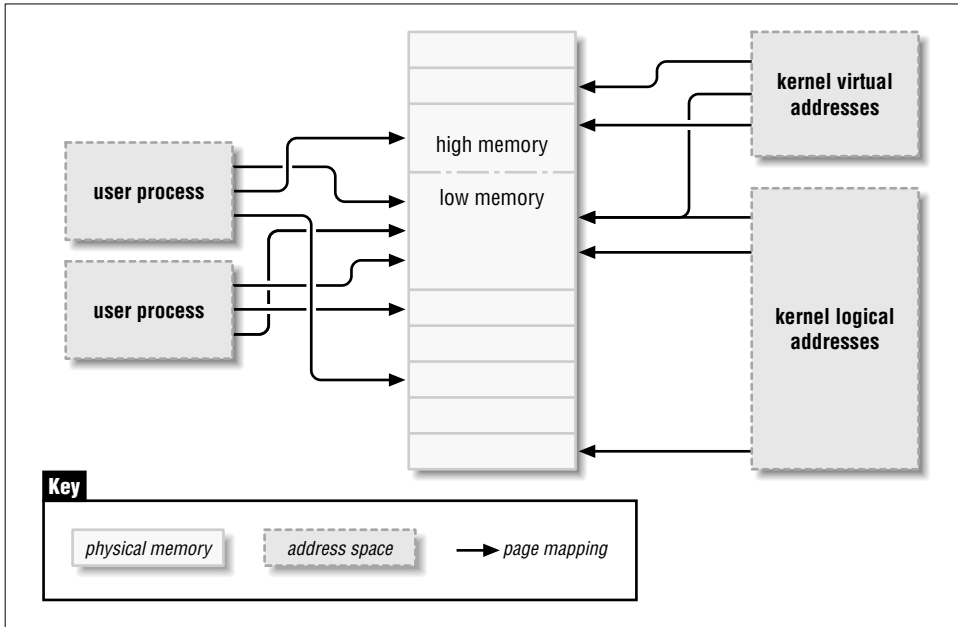 user process
user process
high memory
low memory
kernel virtual
addresses
kernel logical
addresses
Key
physical memory
address space
page mapping